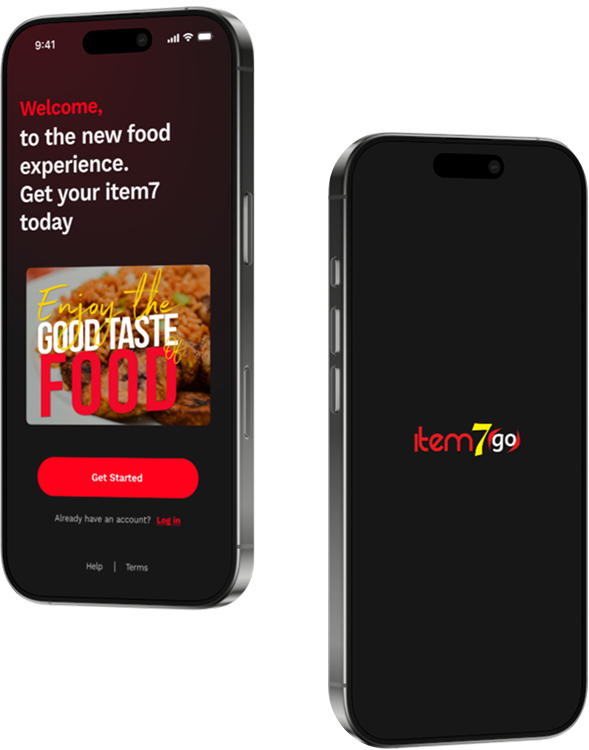 9:41
Welcome,
to the new food
experience.
Get your item7
today
Enjoy the
GOOD TASTE
Of
FOOD
Get Started
Already have an account? Log in
Help | Terms
item7go